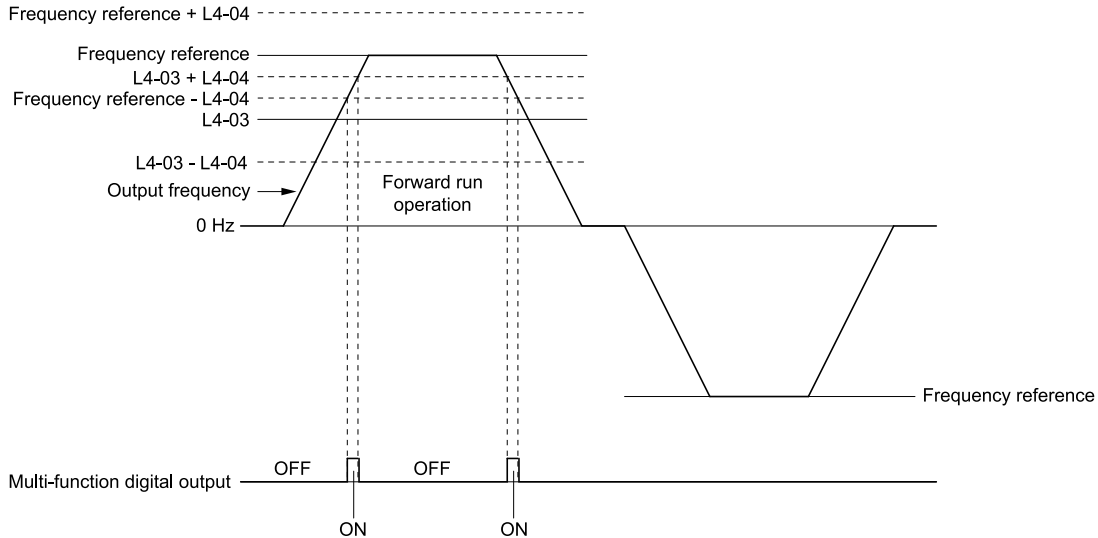 Frequency reference + L4-04
Frequency reference
L4-03 + L4-04
Frequency reference - L4-04
L4-03
L4-03 - L4-04
Output frequency
Forward run
operation
0 Hz
Frequency reference
Multi-function digital output
OFF
OFF
ON
ON